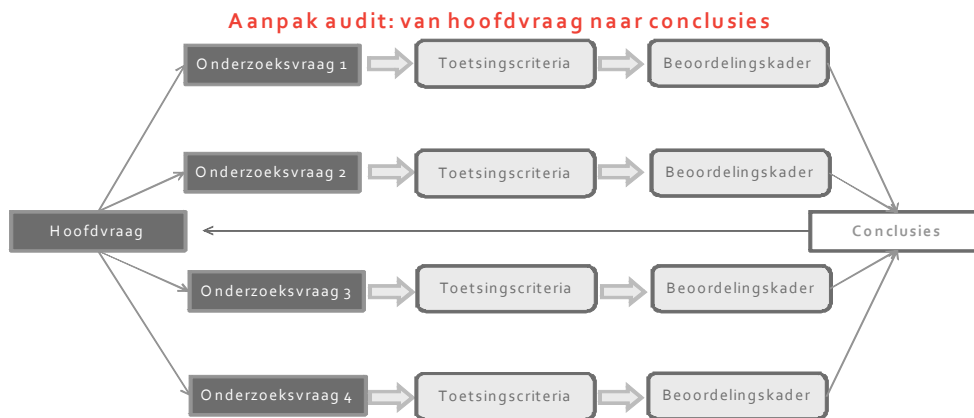 Aanpak audit: van hoofdvraag naar conclusies
Onderzoeksvraag 1
Toetsingscriteria
Beoordelingskader
Onderzoeksvraag 2
Toetsingscriteria
Beoordelingskader
Hoofdvraag
Conclusies
Onderzoeksvraag 3
Toetsingscriteria
Beoordelingskader
Onderzoeksvraag 4
Toetsingscriteria
Beoordelingskader